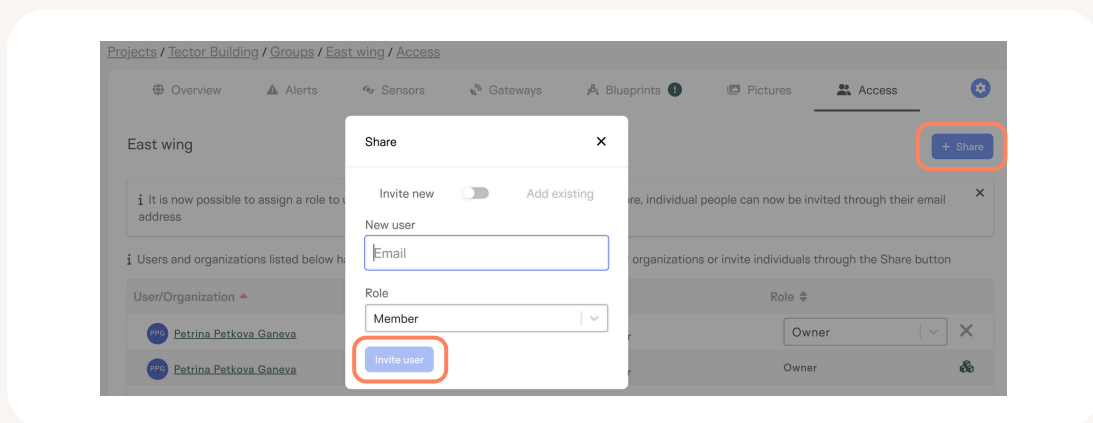 Projects / Tector Building / Groups / East wing / Access
Overview Alerts Sensors Gateways Blueprints Pictures Access
East wing
+ Share
Share
Invite new Add existing
New user
Email
Role
Member
Invite user
i It is now possible to assign a role to re, individual people can now be invited through their email
address
i Users and organizations listed below organizations or invite individuals through the Share button
User/Organization Role
PPG Petrina Petkova Ganeva Owner
PPG Petrina Petkova Ganeva Owner